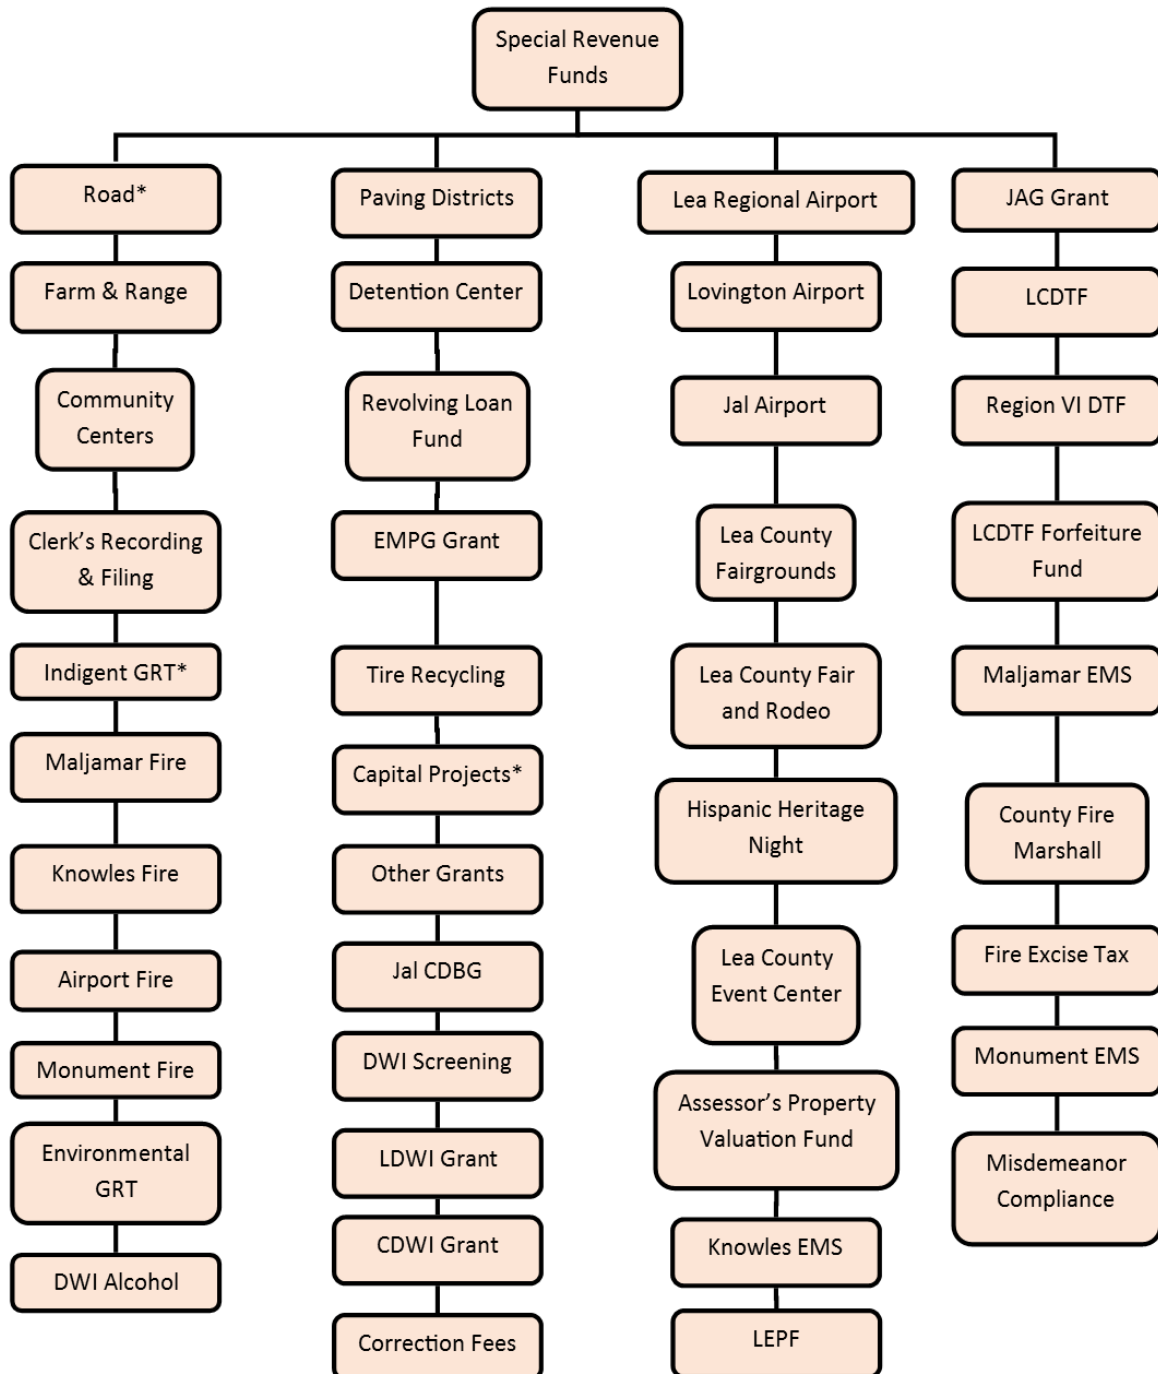 Special Revenue
Funds
Road*
Farm & Range
Community
Centers
Clerk’s Recording
& Filing
Indigent GRT*
Maljamar Fire
Knowles Fire
Airport Fire
Monument Fire
Environmental
GRT
DWI Alcohol
Paving Districts
Detention Center
Revolving Loan
Fund
EMPG Grant
Tire Recycling
Capital Projects*
Other Grants
Jal CDBG
DWI Screening
LDWI Grant
CDWI Grant
Correction Fees
Lea Regional Airport
Lovington Airport
Jal Airport
Lea County
Fairgrounds
Lea County Fair
and Rodeo
Hispanic Heritage
Night
Lea County
Event Center
Assessor’s Property
Valuation Fund
Knowles EMS
LEPF
JAG Grant
LCDTF
Region VI DTF
LCDTF Forfeiture
Fund
Maljamar EMS
County Fire
Marshall
Fire Excise Tax
Monument EMS
Misdemeanor
Compliance